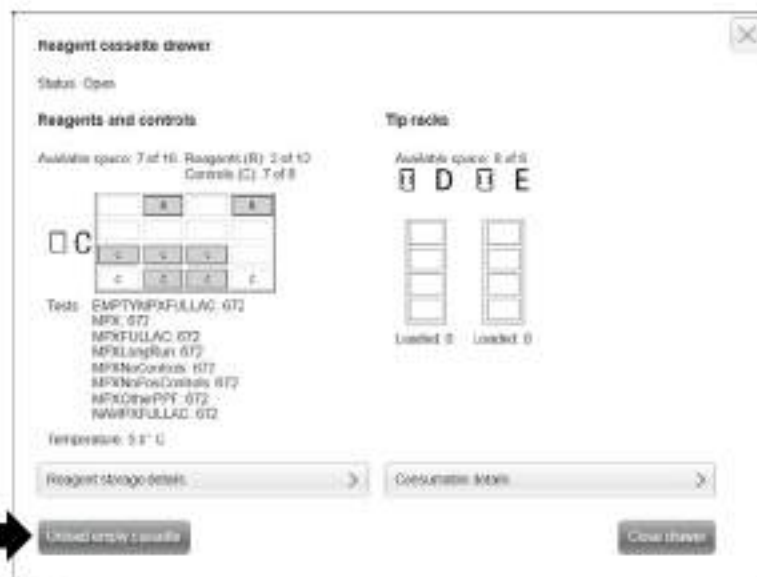 Reagent cassette drawer
Status: Open
Reagents and controls
Available space: 7 of 16 Reagents (R): 2 of 12
Controls (C): 7 of 8
R R
C
C C C
C C C C
Tests: EMPTYMPXFULLAC: 672
MPX: 672
MPXFULLAC: 672
MPXLongRun: 672
MPXNoControls: 672
MPXNoPosControls: 672
MPXOtherPPF: 672
NAMPXFULLAC: 672
Temperature: 5.0° C
Reagent storage details
Unload empty cassette
Tip racks
Available space: 8 of 8
D E
Loaded: 0 Loaded: 0
Consumable details
Close drawer